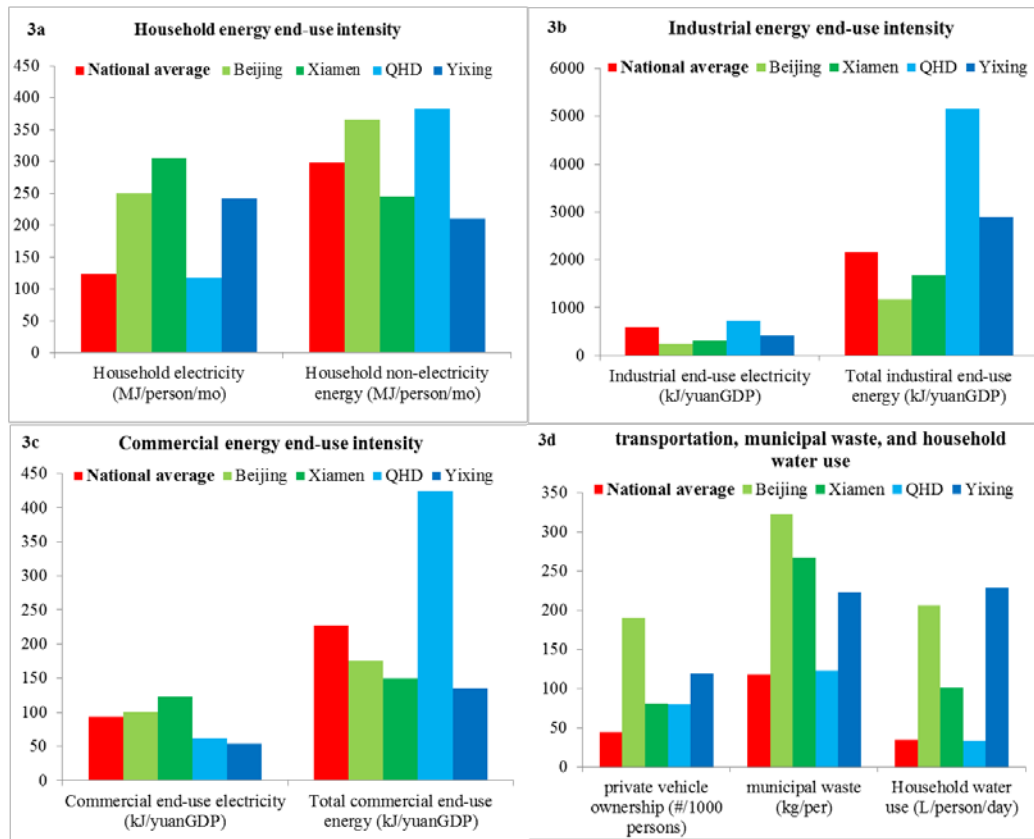 3a Household energy end-use intensity
National average Beijing Xiamen QHD Yixing
450
400
350
300
250
200
150
100
50
0
Household electricity
(MJ/person/mo)
Household non-electricity
energy (MJ/person/mo)
3b Industrial energy end-use intensity
National average Beijing Xiamen QHD Yixing
6000
5000
4000
3000
2000
1000
0
Industrial end-use electricity
(kJ/yuanGDP)
Total industiral end-use
energy (kJ/yuanGDP)
3c Commercial energy end-use intensity
National average Beijing Xiamen QHD Yixing
450
400
350
300
250
200
150
100
50
0
Commercial end-use electricity
(kJ/yuanGDP)
Total commercial end-use
energy (kJ/yuanGDP)
3d transportation, municipal waste, and household
water use
National average Beijing Xiamen QHD Yixing
350
300
250
200
150
100
50
0
private vehicle
ownership (#/1000
persons)
municipal waste
(kg/per)
Household water
use (L/person/day)